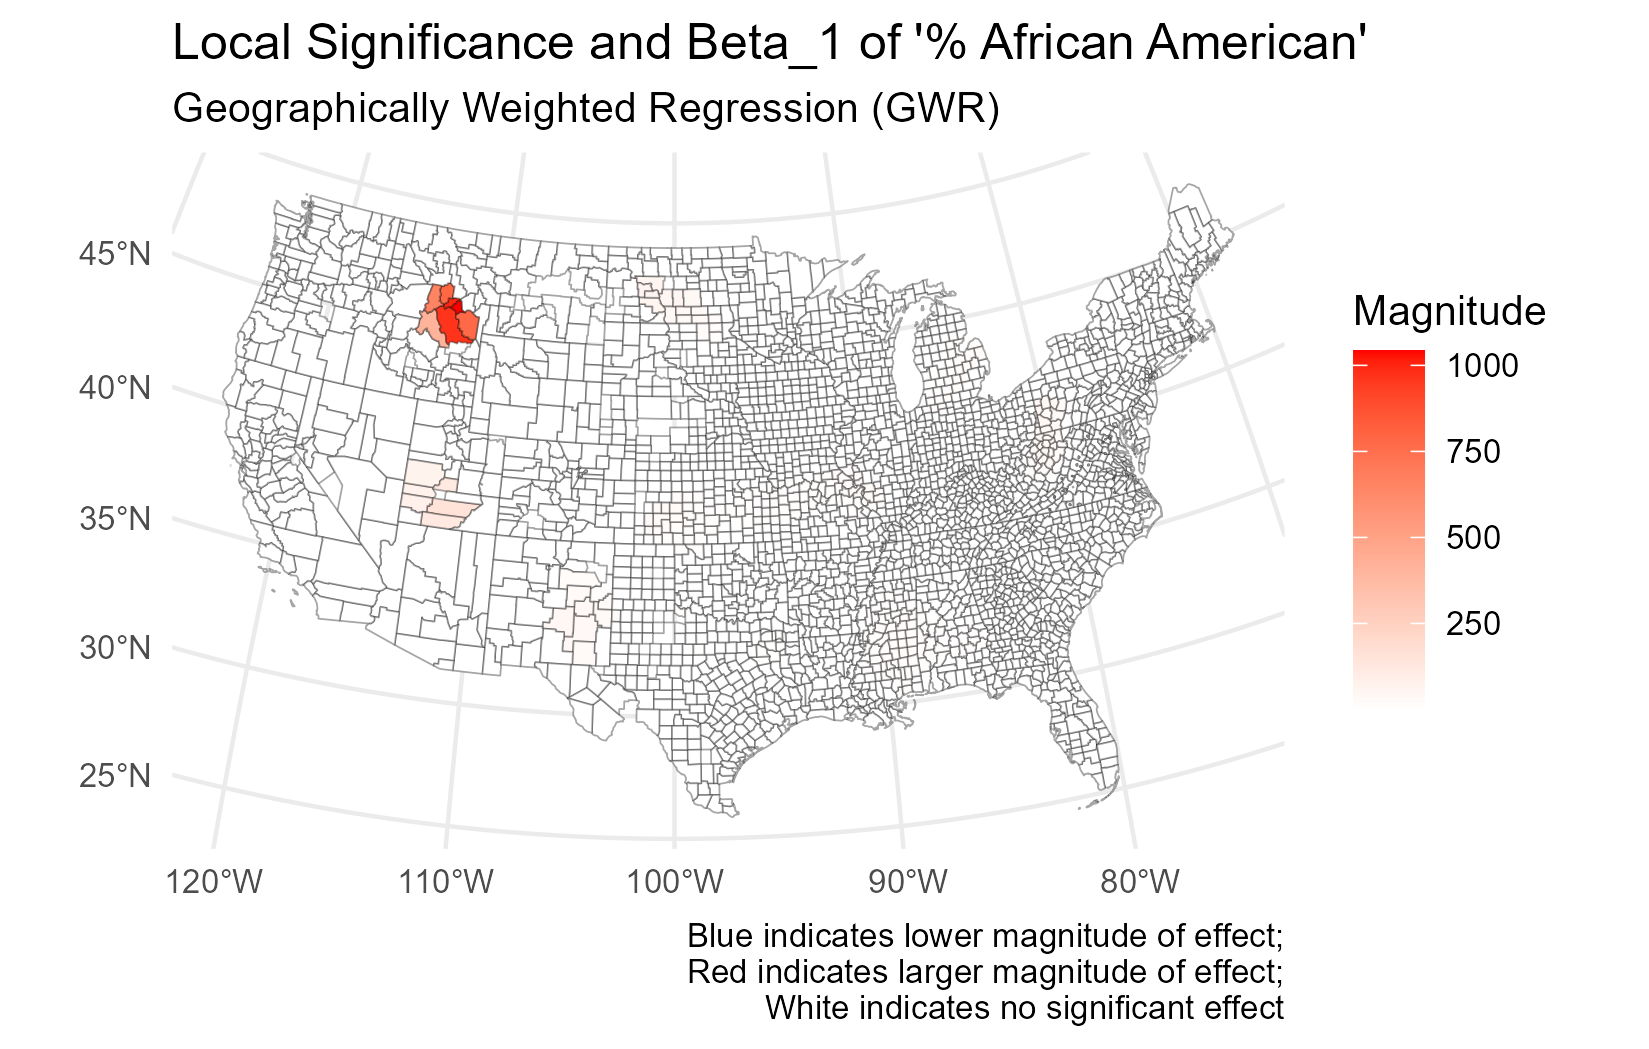 Local Significance and Beta_1 of '% African American'
Geographically Weighted Regression (GWR)
45°N
40°N
35°N
30°N
25°N
120°W
110°W
100°W
90°W
80°W
Magnitude
1000
750
500
250
Blue indicates lower magnitude of effect;
Red indicates larger magnitude of effect;
White indicates no significant effect